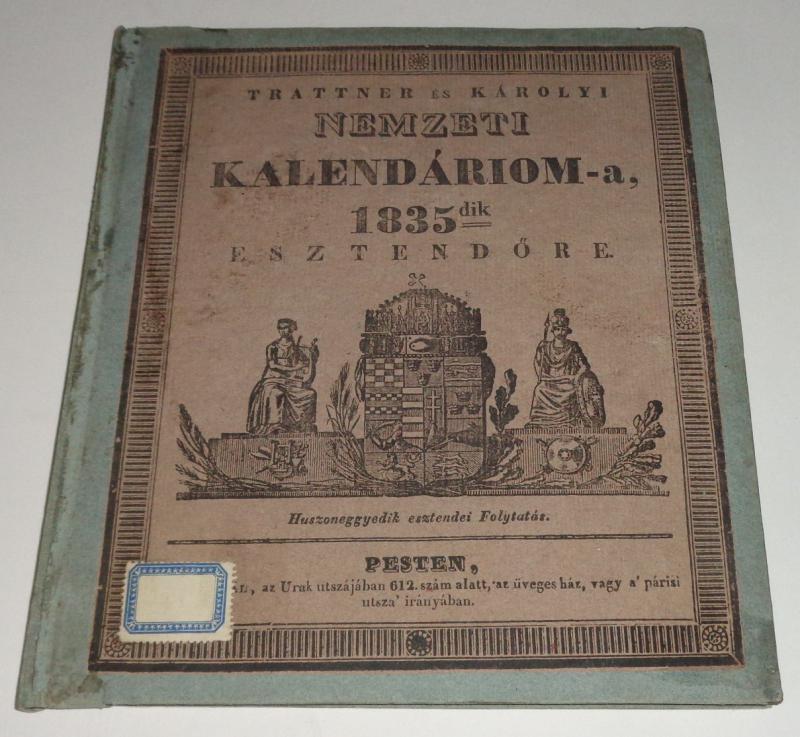 TRATTNER ÉS KÁROLYI
NEMZETI
KALENDÁRIOM-a,
1835dik
ESZTENDŐRE.
Huszoneggyedik esztendei Folytatás.
PESTEN,
az Urak utszájában 612. szám alatt, az üveges ház, vagy a' párisi
utsza' irányában.